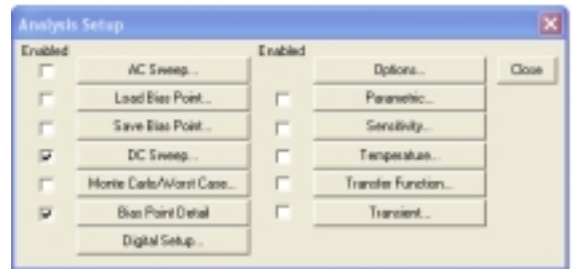 Analysis Setup
Enabled Enabled
AC Sweep... Options... Close
Load Bias Point... Parametric...
Save Bias Point... Sensitivity...
DC Sweep... Temperature...
Monte Carlo/Worst Case... Transfer Function...
Bias Point Detail Transient...
Digital Setup...